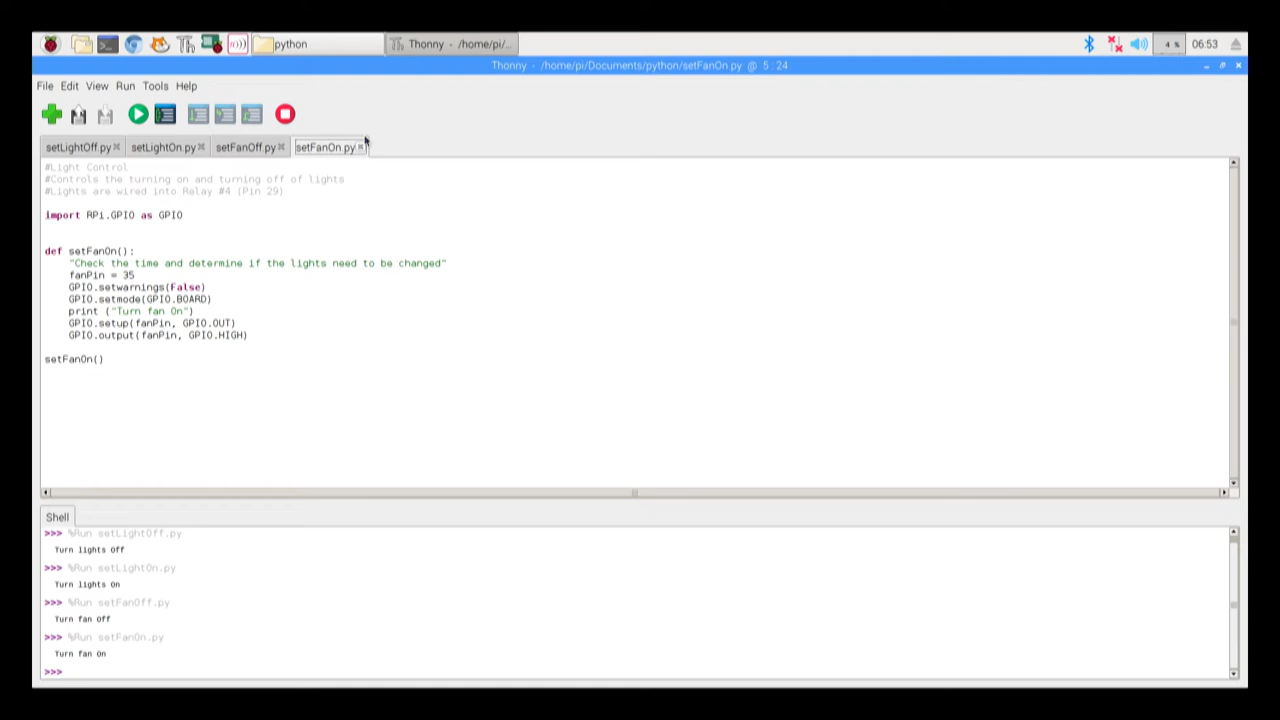 python
Thonny - /home/pi/...
4 %
06:53
Thonny - /home/pi/Documents/python/setFanOn.py @ 5 : 24
File Edit View Run Tools Help
setLightOff.py
setLightOn.py
setFanOff.py
setFanOn.py
#Light Control
#Controls the turning on and turning off of lights
#Lights are wired into Relay #4 (Pin 29)
import RPi.GPIO as GPIO
def setFanOn():
"Check the time and determine if the lights need to be changed"
fanPin = 35
GPIO.setwarnings(False)
GPIO.setmode(GPIO.BOARD)
print ("Turn fan On")
GPIO.setup(fanPin, GPIO.OUT)
GPIO.output(fanPin, GPIO.HIGH)
setFanOn()
Shell
>>> %Run setLightOff.py
Turn lights off
>>> %Run setLightOn.py
Turn lights on
>>> %Run setFanOff.py
Turn fan off
>>> %Run setFanOn.py
Turn fan on
>>>